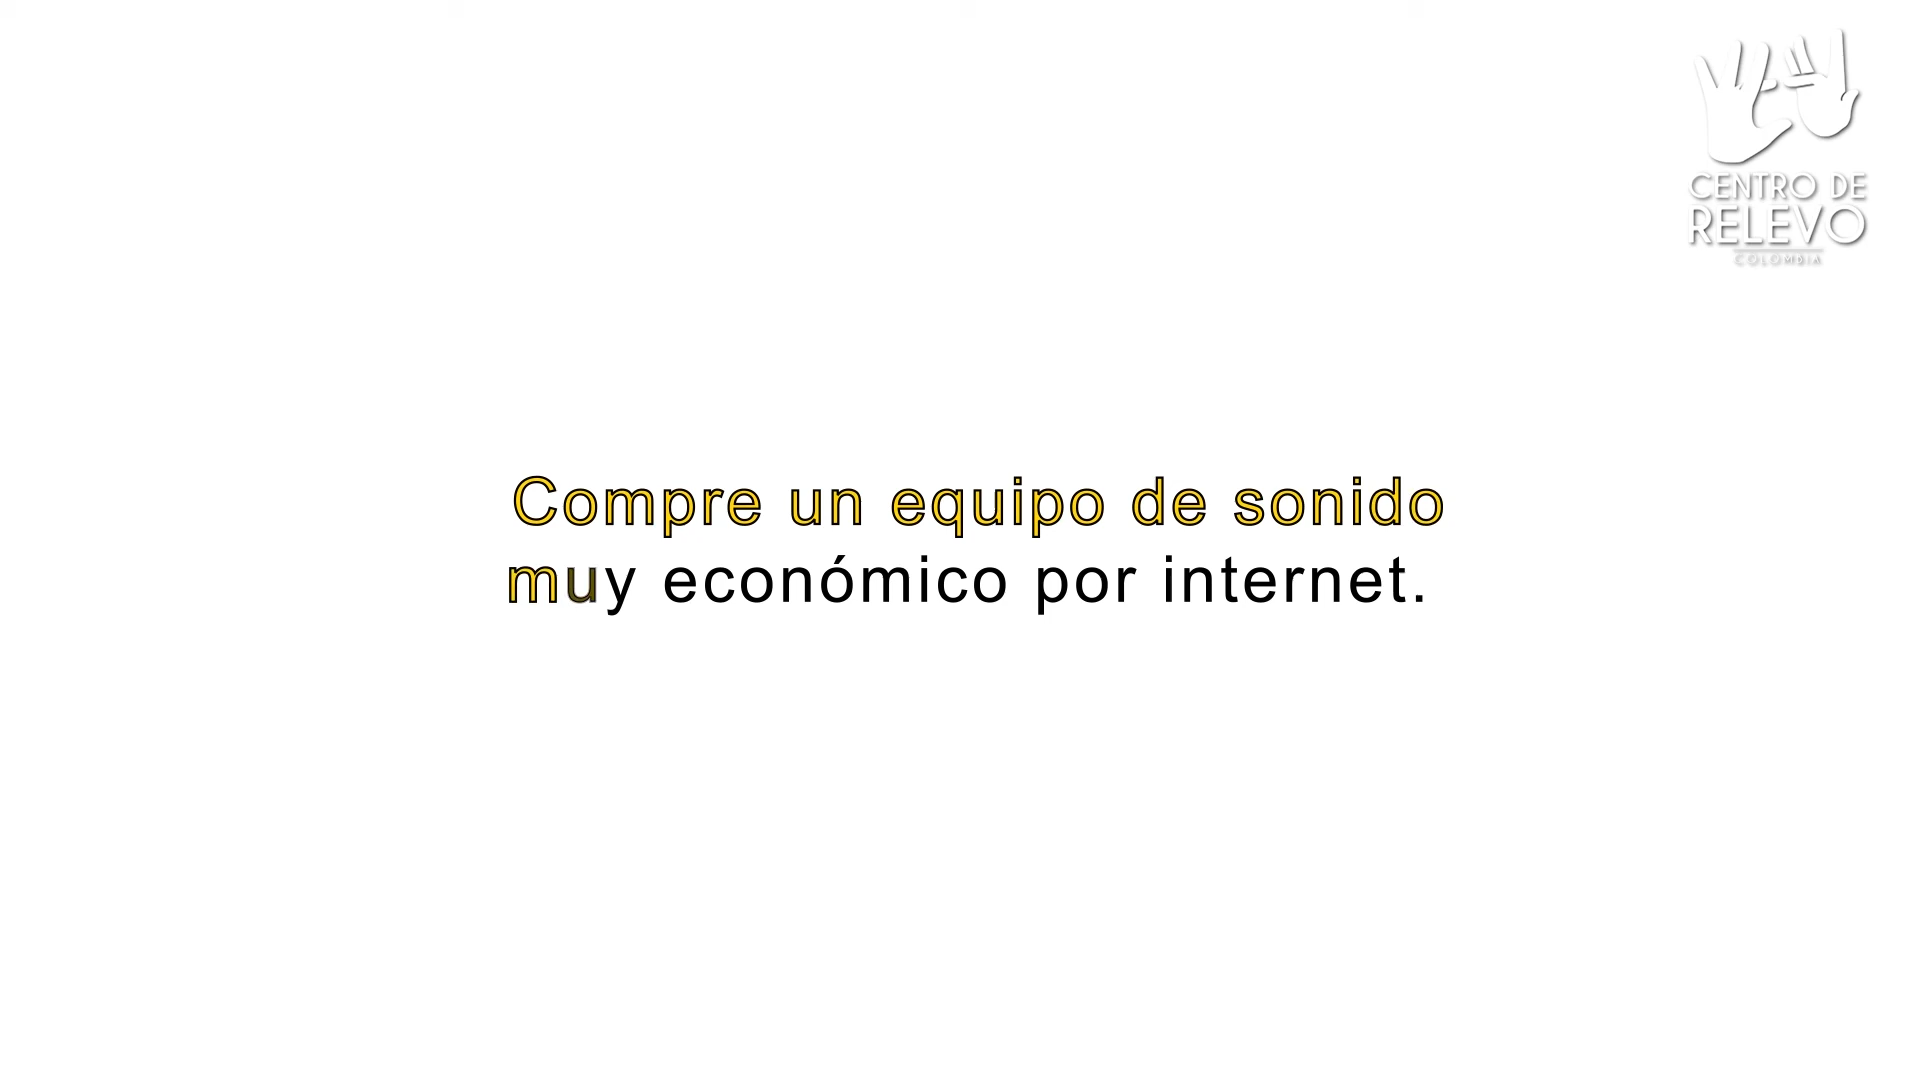 CENTRO DE
RELEVO
COLOMBIA
Compre un equipo de sonido
muy económico por internet.